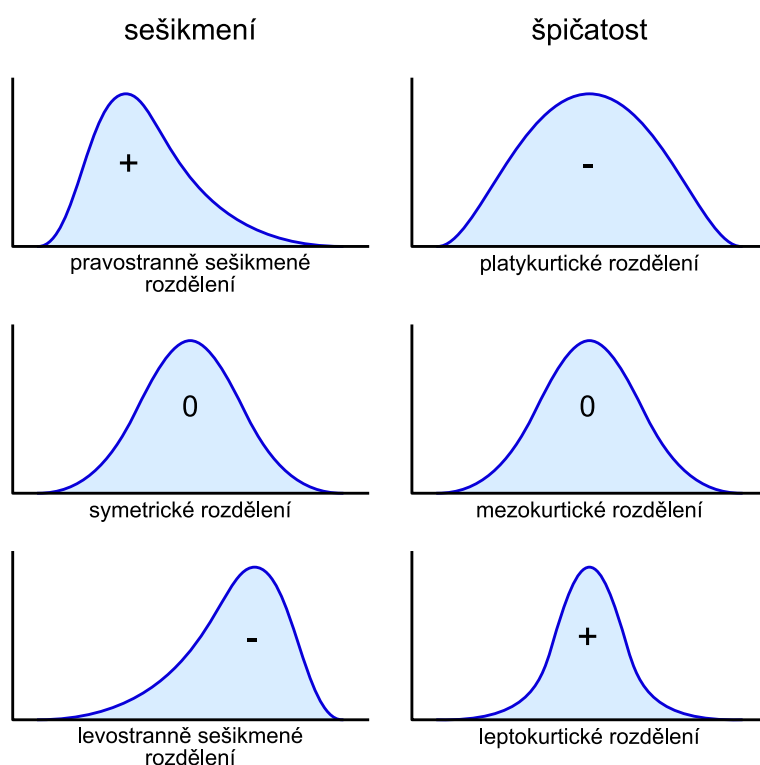 sešikmení
špičatost
+
-
pravostranně sešikmené
rozdělení
platykurtické rozdělení
0
0
symetrické rozdělení
mezokurtické rozdělení
-
+
levostranně sešikmené
rozdělení
leptokurtické rozdělení